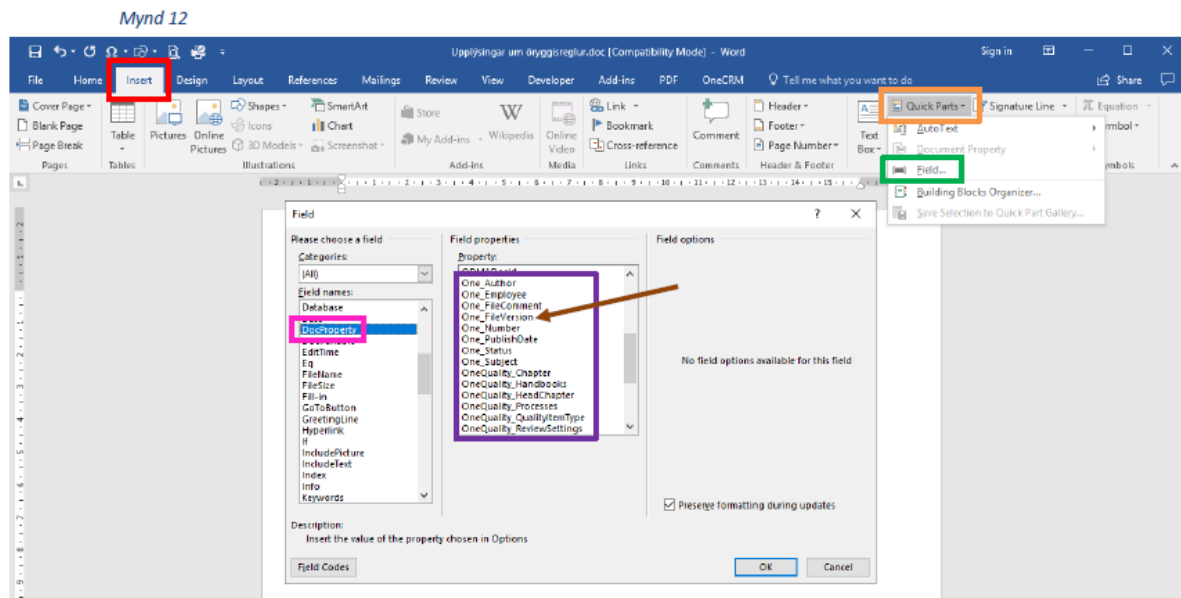 Mynd 12
Upplýsingar um öryggisreglur.doc [Compatibility Mode] - Word
Sign in
File Home Insert Design Layout References Mailings Review View Developer Add-ins PDF OneCRM Tell me what you want to do Share
Cover Page
Blank Page
Page Break
Pages
Table
Tables
Pictures
Online Pictures
Shapes
Icons
3D Models
SmartArt
Chart
Screenshot
Illustrations
Store
My Add-ins
Wikipedia
Add-ins
Online Video
Media
Link
Bookmark
Cross-reference
Links
Comment
Comments
Header
Footer
Page Number
Header & Footer
Text Box
Quick Parts
Signature Line
Equation
ymbol
ymbols
AutoText
Document Property
Field...
Building Blocks Organizer...
Save Selection to Quick Part Gallery...
Field
? X
Please choose a field
Categories:
(All)
Field names:
Database
DocProperty
EditTime
Eq
FileName
FileSize
Fill-in
GoToButton
GreetingLine
Hyperlink
If
IncludePicture
IncludeText
Index
Info
Keywords
Field properties
Property:
One_Author
One_Employee
One_FileComment
One_FileVersion
One_Number
One_PublishDate
One_Status
One_Subject
OneQuality_Chapter
OneQuality_Handbooks
OneQuality_HeadChapter
OneQuality_Processes
OneQuality_QualityItemType
OneQuality_ReviewSettings
Field options
No field options available for this field
Preserve formatting during updates
Description:
Insert the value of the property chosen in Options
Field Codes
OK
Cancel